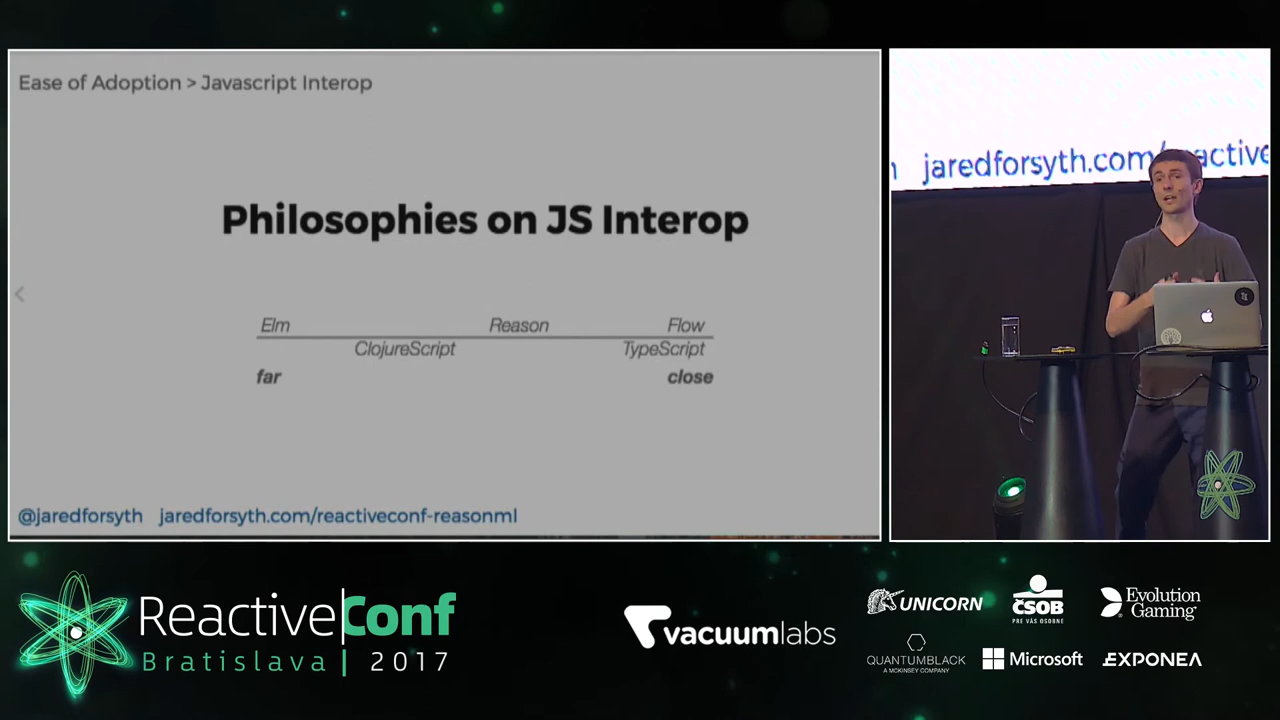 Ease of Adoption > Javascript Interop
Philosophies on JS Interop
Elm Reason Flow
ClojureScript TypeScript
far close
@jaredforsyth jaredforsyth.com/reactiveconf-reasonml
jaredforsyth.com/reactive
ReactiveConf
Bratislava | 2017
vacuumlabs
UNICORN
ČSOB
PRE VÁS OSOBNE
Evolution
Gaming
QUANTUMBLACK
A MCKINSEY COMPANY
Microsoft
EXPONEA